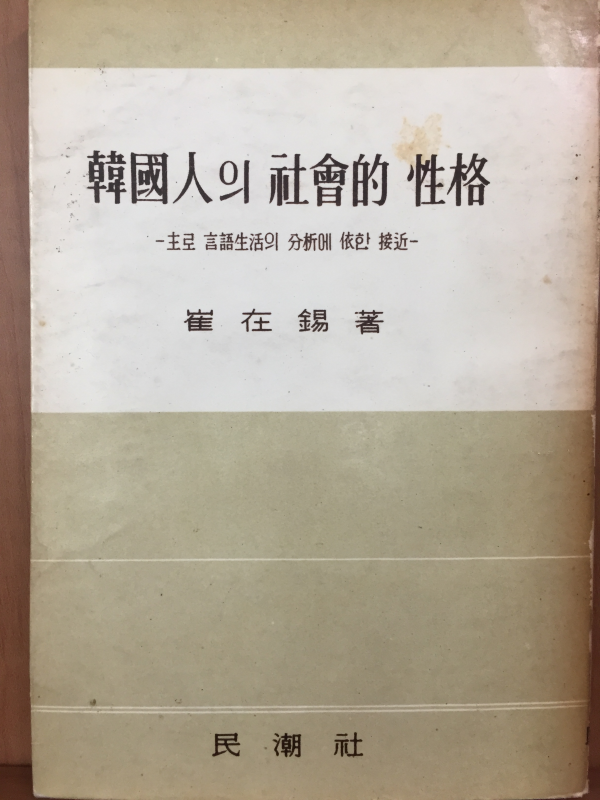 韓國人의 社會的 性格
-主로 言語生活의 分析에 依한 接近-
崔在錫 著
民潮社